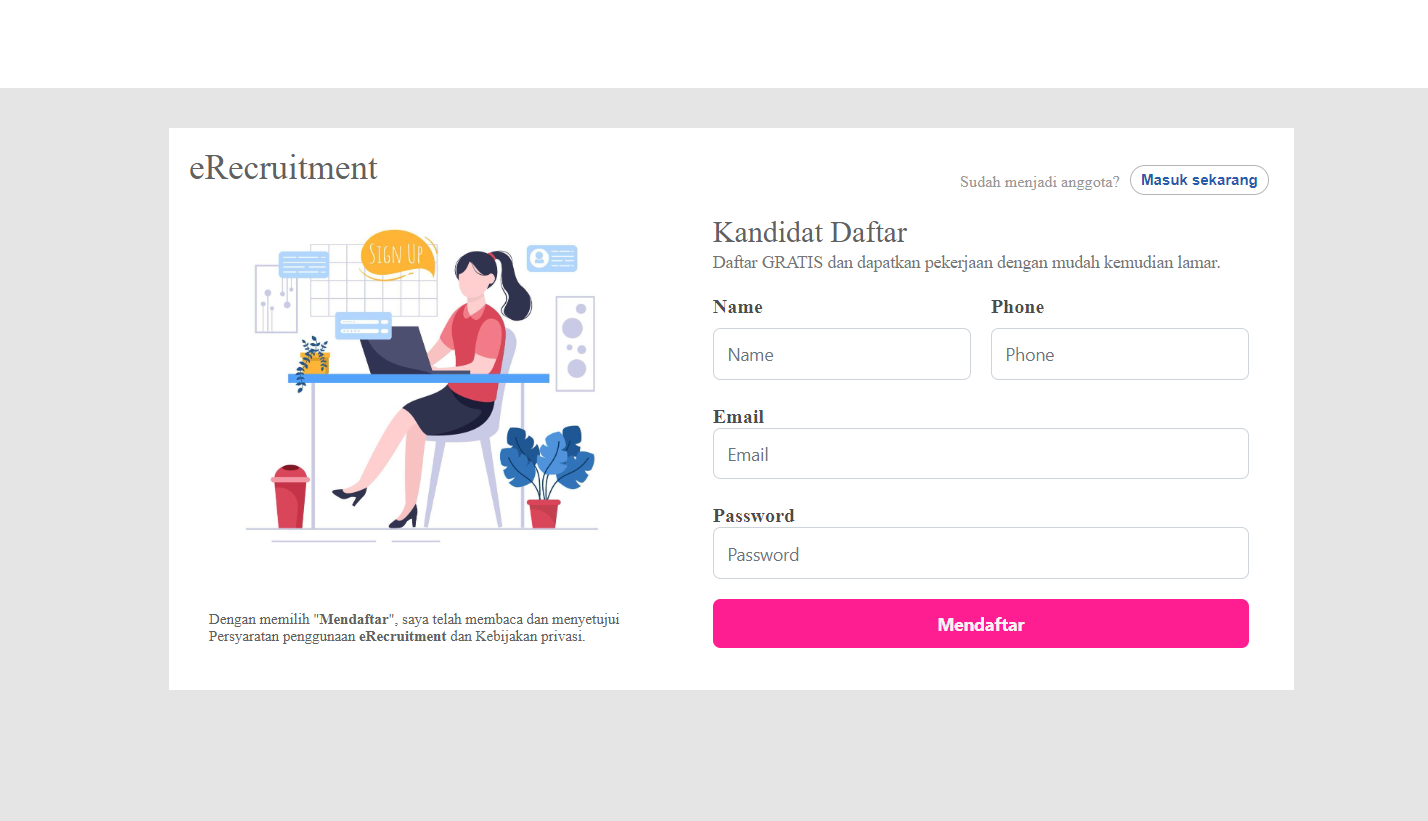 eRecruitment
Sudah menjadi anggota? Masuk sekarang
SIGN UP
Kandidat Daftar
Daftar GRATIS dan dapatkan pekerjaan dengan mudah kemudian lamar.
Name Phone
Name Phone
Email
Email
Password
Password
Mendaftar
Dengan memilih "Mendaftar", saya telah membaca dan menyetujui
Persyaratan penggunaan eRecruitment dan Kebijakan privasi.